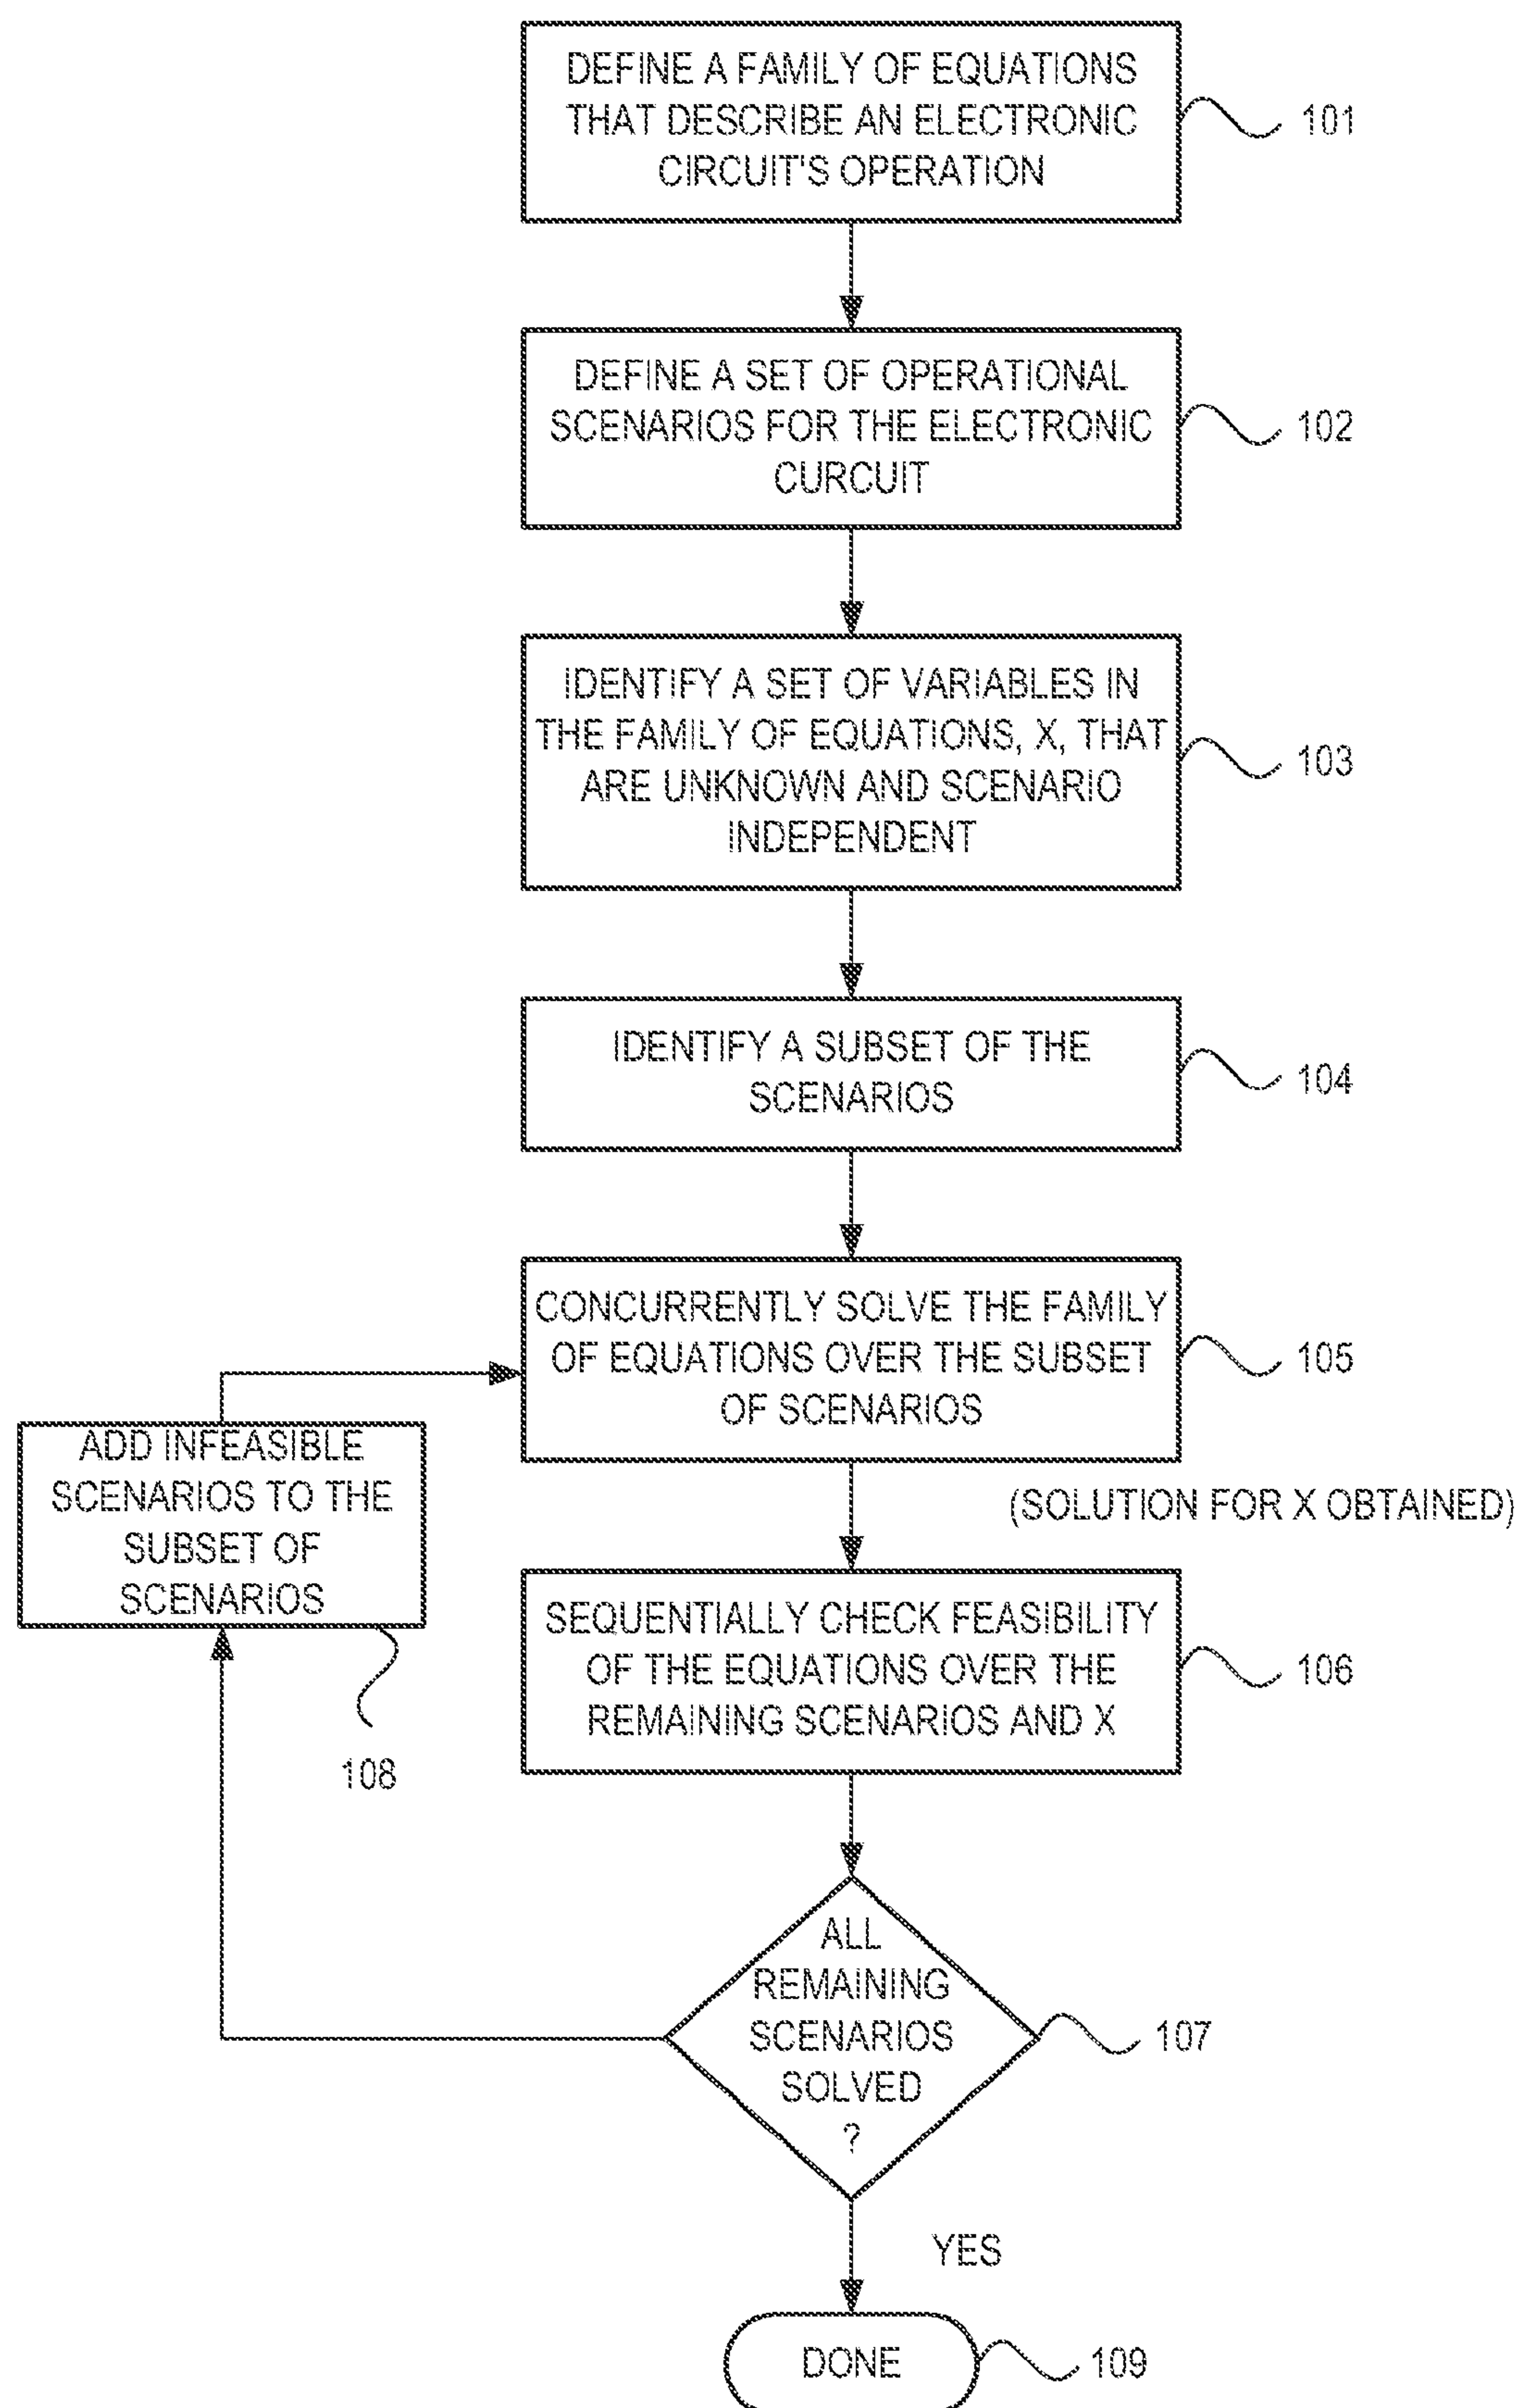 DEFINE A FAMILY OF EQUATIONS
THAT DESCRIBE AN ELECTRONIC
CIRCUIT'S OPERATION
101
DEFINE A SET OF OPERATIONAL
SCENARIOS FOR THE ELECTRONIC
CURCUIT
102
IDENTIFY A SET OF VARIABLES IN
THE FAMILY OF EQUATIONS, X, THAT
ARE UNKNOWN AND SCENARIO
INDEPENDENT
103
IDENTIFY A SUBSET OF THE
SCENARIOS
104
CONCURRENTLY SOLVE THE FAMILY
OF EQUATIONS OVER THE SUBSET
OF SCENARIOS
105
(SOLUTION FOR X OBTAINED)
ADD INFEASIBLE
SCENARIOS TO THE
SUBSET OF
SCENARIOS
108
SEQUENTIALLY CHECK FEASIBILITY
OF THE EQUATIONS OVER THE
REMAINING SCENARIOS AND X
106
ALL
REMAINING
SCENARIOS
SOLVED
?
107
YES
DONE
109